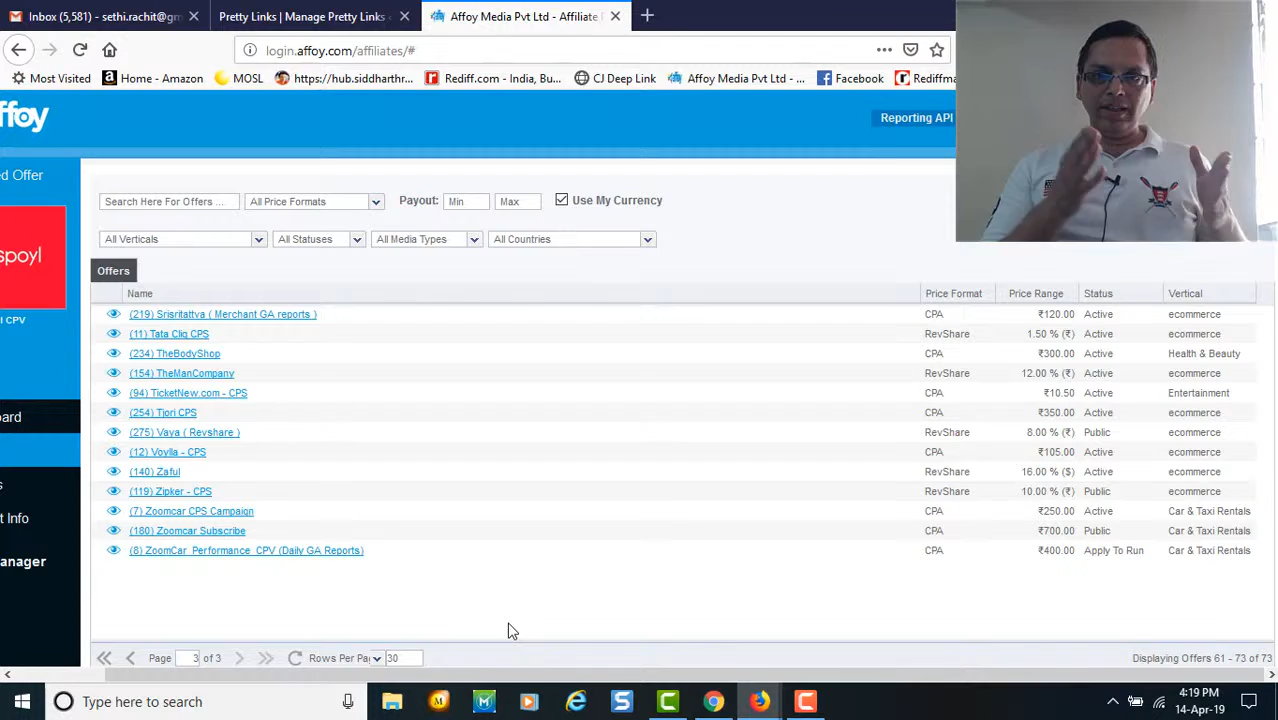 Inbox (5,581) - sethi.rachit@gm
Pretty Links | Manage Pretty Links
Affoy Media Pvt Ltd - Affiliate
login.affoy.com/affiliates/#
Most Visited
Home - Amazon
MOSL
https://hub.siddharthr...
Rediff.com - India, Bu...
CJ Deep Link
Affoy Media Pvt Ltd - ...
Facebook
Rediffm
ffoy
Reporting API
ed Offer
spoyl
I CPV
oard
s
t Info
anager
Search Here For Offers ...
All Price Formats
Payout:
Min
Max
Use My Currency
All Verticals
All Statuses
All Media Types
All Countries
Offers
Name Price Format Price Range Status Vertical
(219) Srisritattva ( Merchant GA reports ) CPA ₹120.00 Active ecommerce
(11) Tata Cliq CPS RevShare 1.50 % (₹) Active ecommerce
(234) TheBodyShop CPA ₹300.00 Active Health & Beauty
(154) TheManCompany RevShare 12.00 % (₹) Active ecommerce
(94) TicketNew.com - CPS CPA ₹10.50 Active Entertainment
(254) Tjori CPS CPA ₹350.00 Active ecommerce
(275) Vaya ( Revshare ) RevShare 8.00 % (₹) Public ecommerce
(12) Voylla - CPS CPA ₹105.00 Active ecommerce
(140) Zaful RevShare 16.00 % ($) Active ecommerce
(119) Zipker - CPS RevShare 10.00 % (₹) Public ecommerce
(7) Zoomcar CPS Campaign CPA ₹250.00 Active Car & Taxi Rentals
(180) Zoomcar Subscribe CPA ₹700.00 Public Car & Taxi Rentals
(8) ZoomCar_Performance_CPV (Daily GA Reports) CPA ₹400.00 Apply To Run Car & Taxi Rentals
Page 3 of 3 Rows Per Pag 30 Displaying Offers 61 - 73 of 73
Type here to search
4:19 PM
14-Apr-19